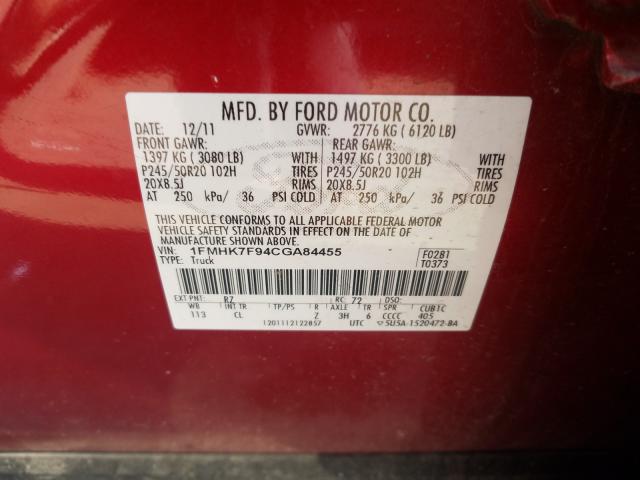 MFD. BY FORD MOTOR CO.
DATE: 12/11 GVWR: 2776 KG ( 6120 LB)
FRONT GAWR: REAR GAWR:
1397 KG ( 3080 LB) WITH 1497 KG ( 3300 LB) WITH
P245/50R20 102H TIRES P245/50R20 102H TIRES
20X8.5J RIMS 20X8.5J RIMS
AT 250 kPa/ 36 PSI COLD AT 250 kPa/ 36 PSI COLD
THIS VEHICLE CONFORMS TO ALL APPLICABLE FEDERAL MOTOR
VEHICLE SAFETY STANDARDS IN EFFECT ON THE DATE OF
MANUFACTURE SHOWN ABOVE.
VIN: 1FMHK7F94CGA84455 F0281
TYPE: Truck T0373
EXT PNT: RZ RC: 72 DSO:
WB INT TR TP/PS R AXLE TR SPR CUBIC
113 CL Z 3H 6 CCCC 405
1201112122057 UTC 5U5A-1520472-BA